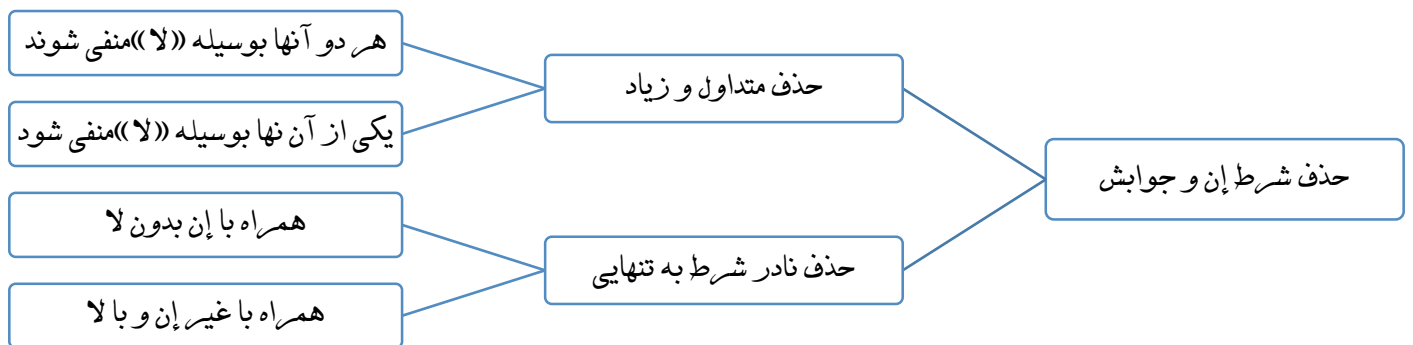 حذف شرط إن و جوابش
حذف متداول و زیاد
هر دو آنها بوسیله «لا»منفی شوند
یکی از آن نها بوسیله «لا»منفی شود
حذف نادر شرط به تنهایی
همراه با إن بدون لا
همراه با غیر إن و با لا